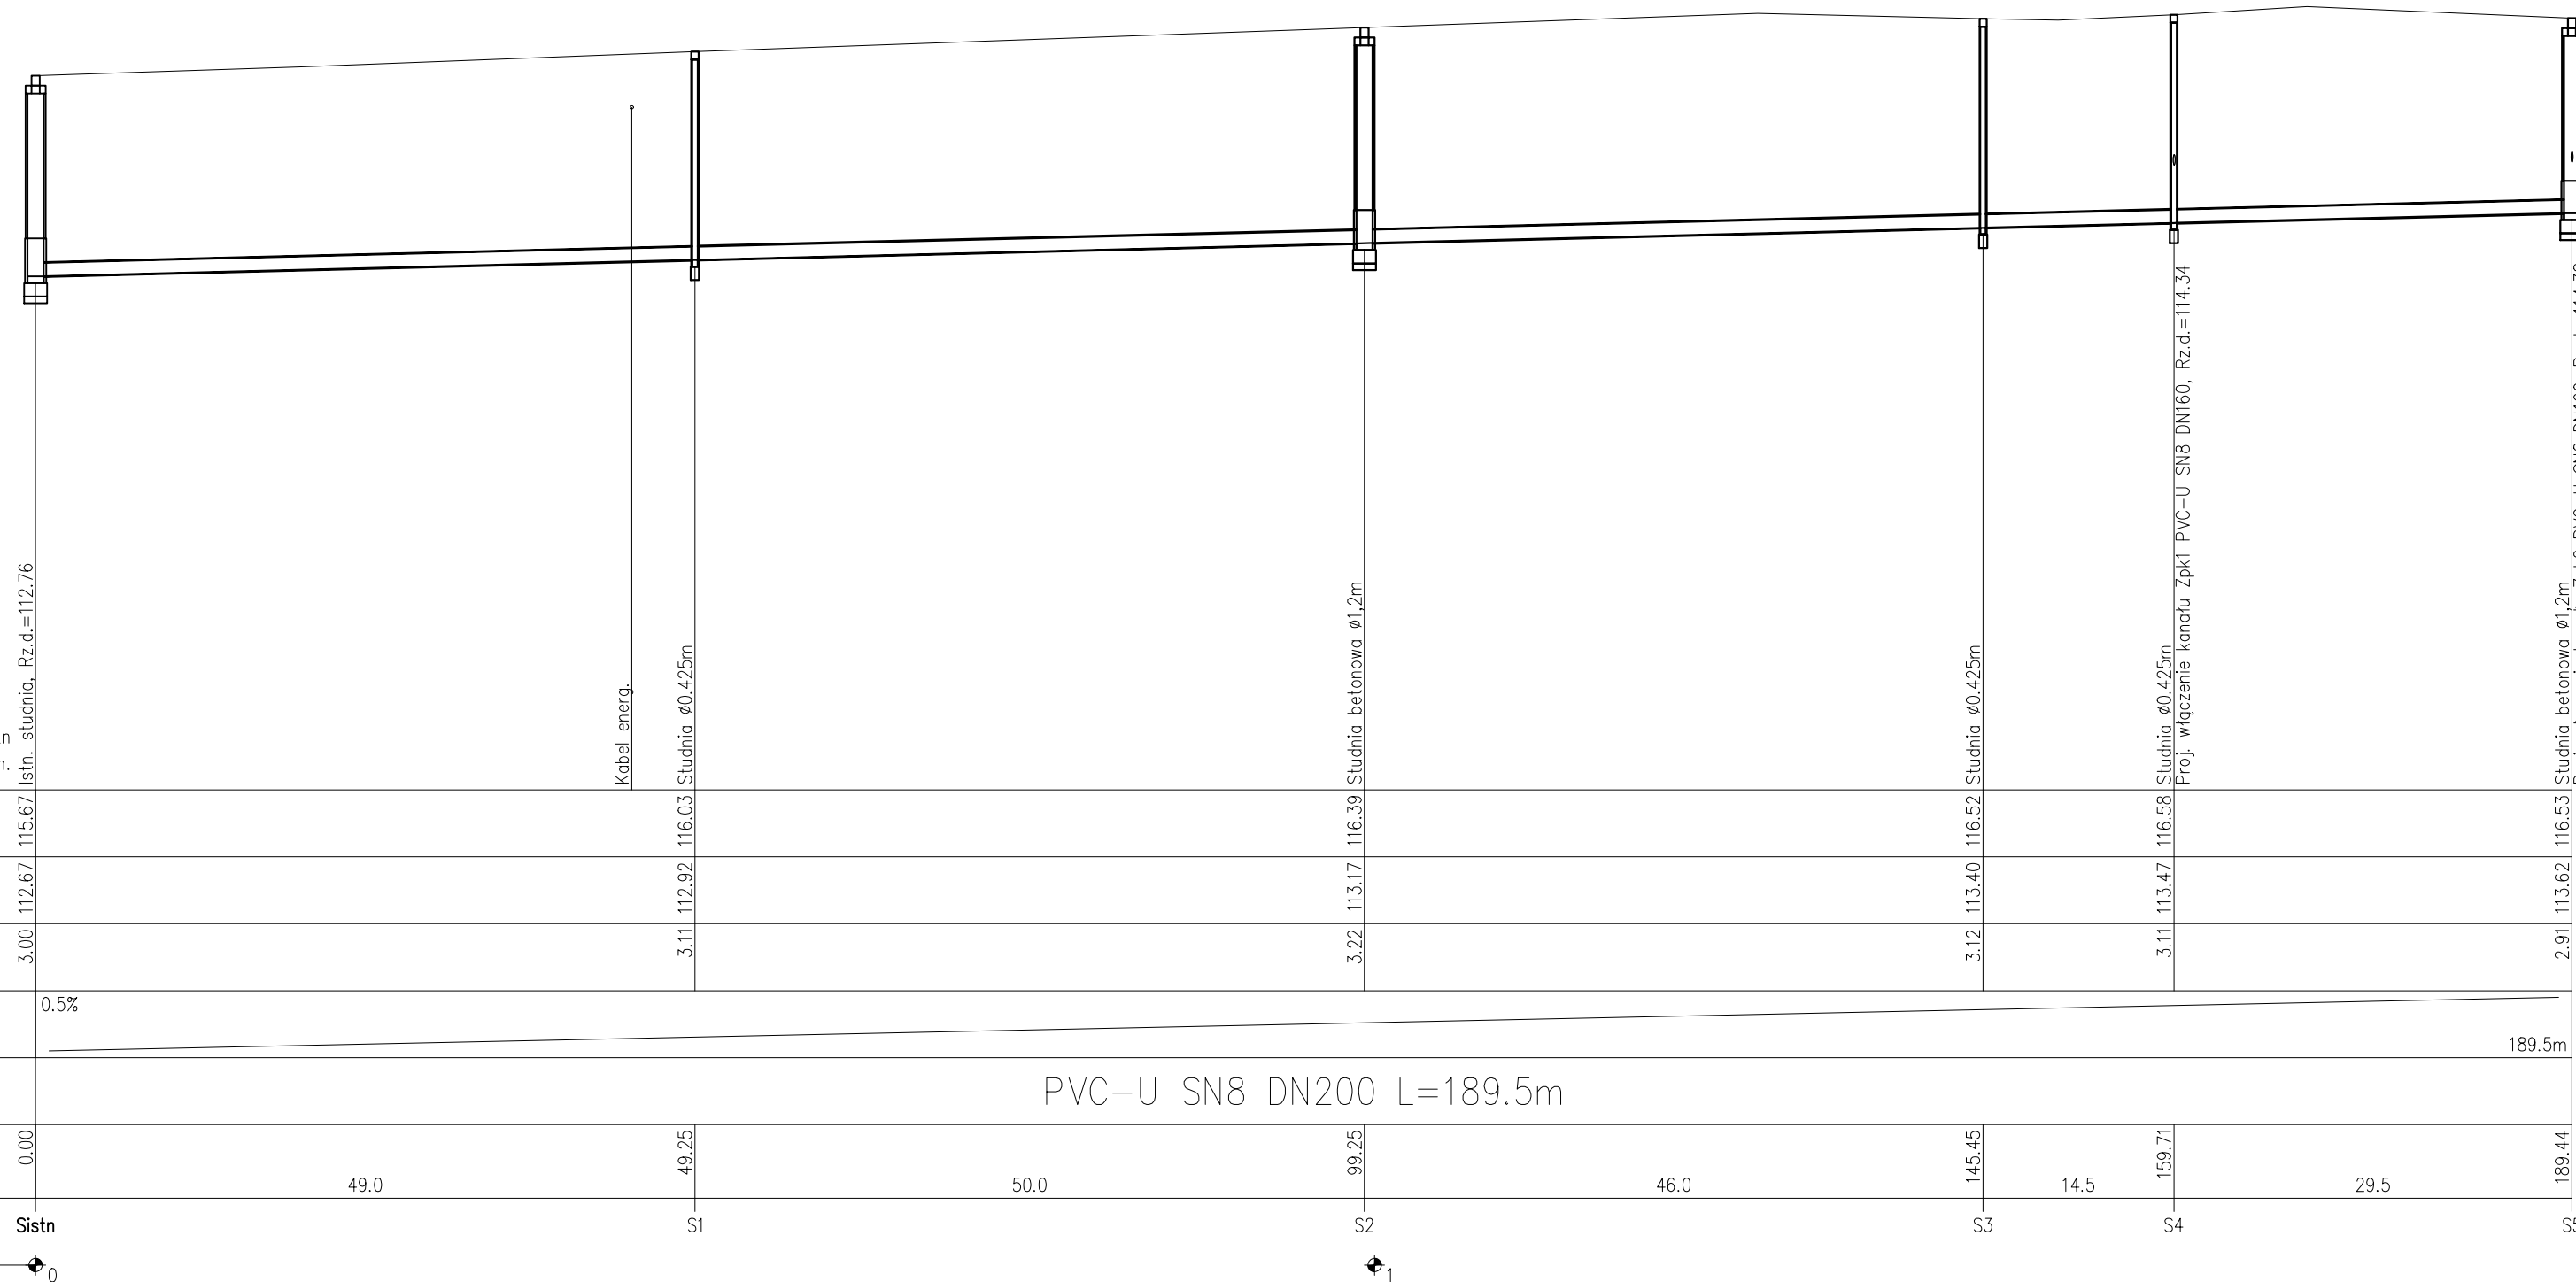 Istn. studnia, Rz.d.=112.76
Kabel energ.
Studnia ø0.425m
Studnia betonowa ø1,2m
Studnia ø0.425m
Studnia ø0.425m
Proj. włączenie kanału Zpk1 PVC-U SN8 DN160, Rz.d.=114.34
Studnia betonowa ø1,2m
115.67 116.03 116.39 116.52 116.58 116.53
112.67 112.92 113.17 113.40 113.47 113.62
3.00 3.11 3.22 3.12 3.11 2.91
0.5%
189.5m
PVC-U SN8 DN200 L=189.5m
0.00 49.25 99.25 145.45 159.71 189.44
49.0 50.0 46.0 14.5 29.5
Sistn S1 S2 S3 S4
0 1